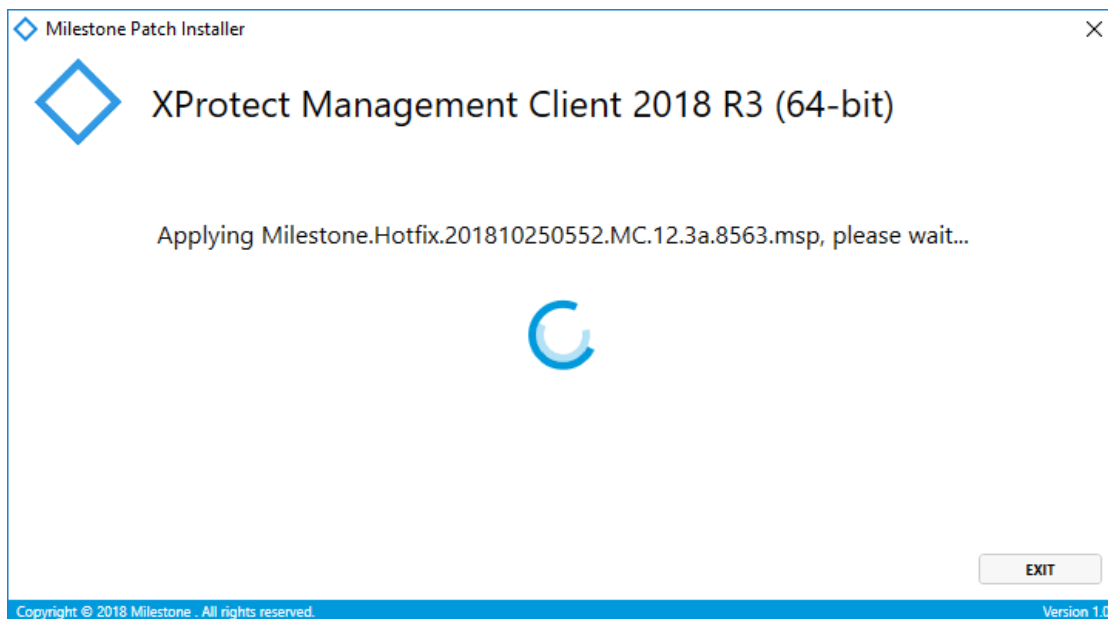 Milestone Patch Installer
XProtect Management Client 2018 R3 (64-bit)
Applying Milestone.Hotfix.201810250552.MC.12.3a.8563.msp, please wait...
EXIT
Copyright © 2018 Milestone . All rights reserved.
Version 1.0